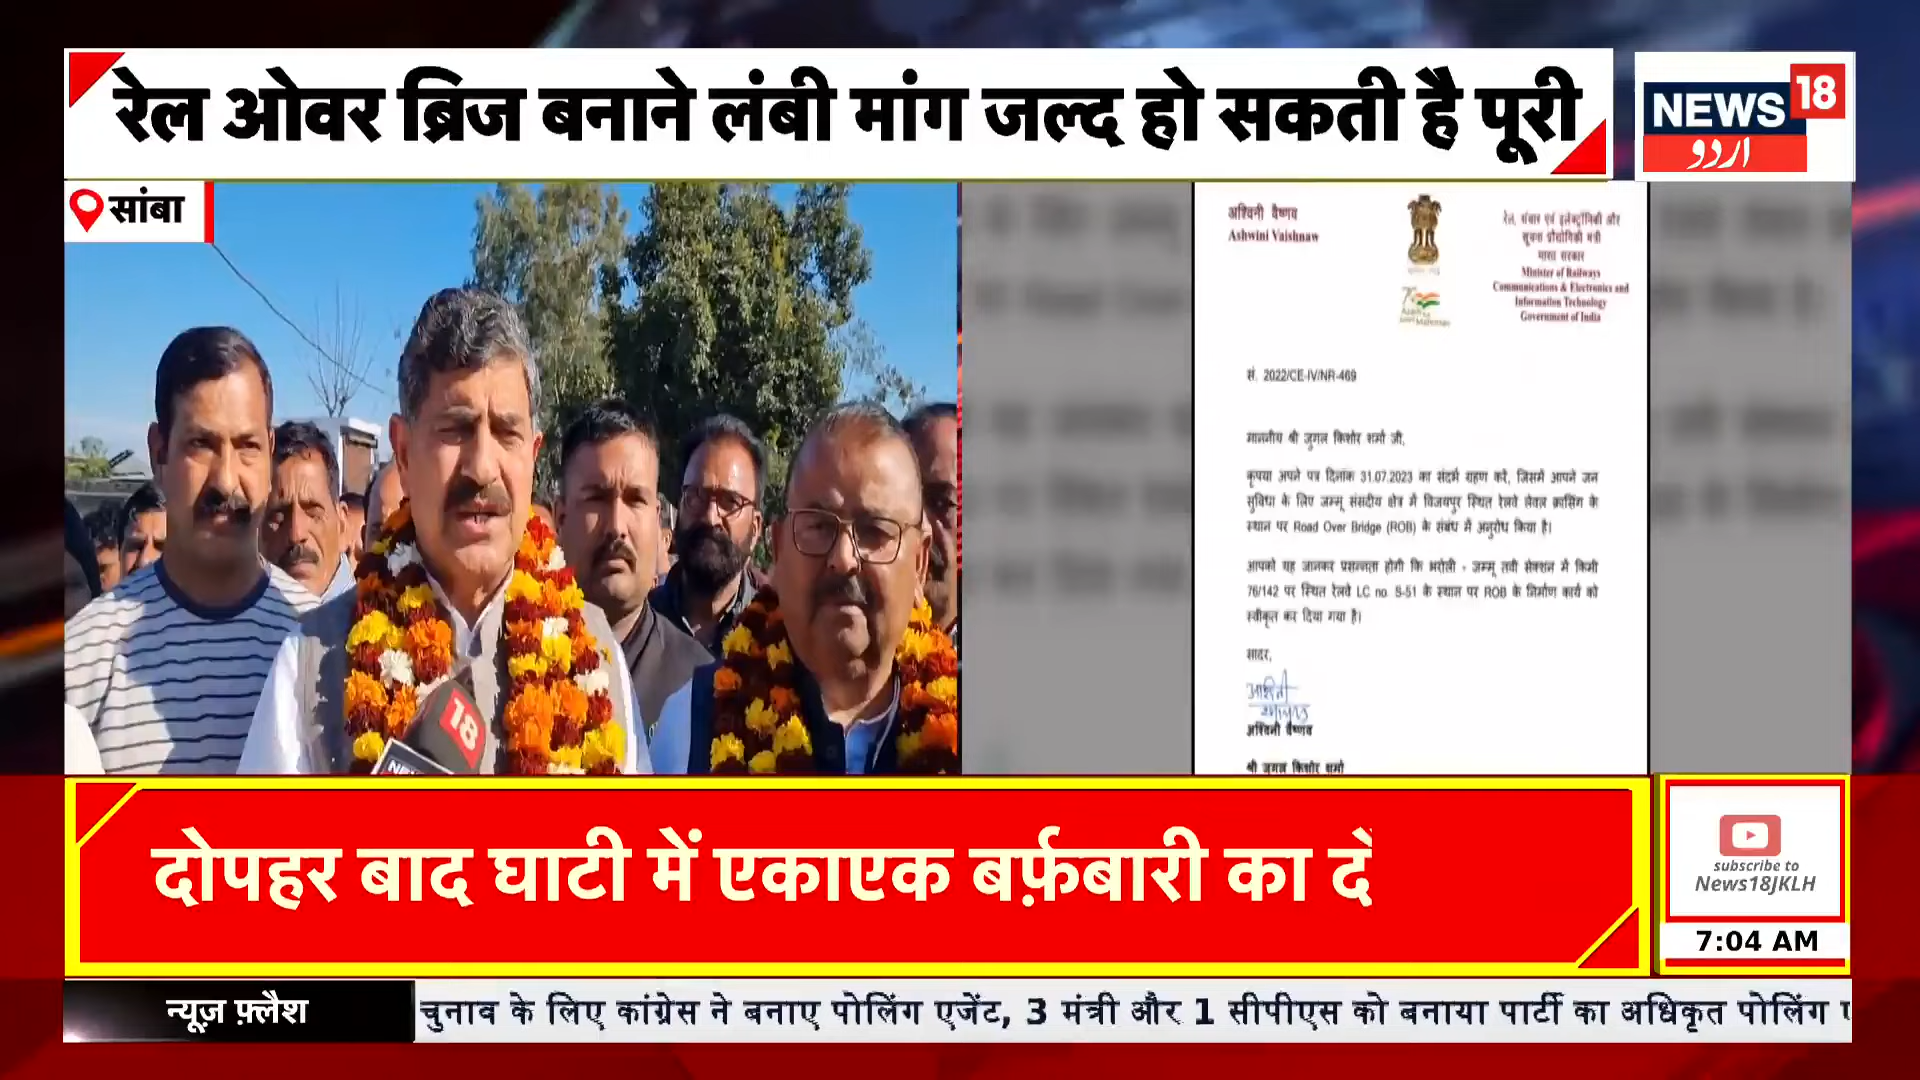 रेल ओवर ब्रिज बनाने लंबी मांग जल्द हो सकती है पूरी
NEWS 18
اردو
सांबा
अश्विनी वैष्णव
Ashwini Vaishnaw
रेल, संचार एवं इलेक्ट्रॉनिकी और
सूचना प्रौद्योगिकी मंत्री
भारत सरकार
Minister of Railways
Communications & Electronics and
Information Technology
Government of India
सं. 2022/CE-IV/NR-469
माननीय श्री जुगल किशोर शर्मा जी,
कृपया अपने पत्र दिनांक 31.07.2023 का संदर्भ ग्रहण करें, जिसमें आपने जन
सुविधा के लिए जम्मू संसदीय क्षेत्र में विजयपुर स्थित रेलवे लेवल क्रासिंग के
स्थान पर Road Over Bridge (ROB) के संबंध में अनुरोध किया है।
आपको यह जानकर प्रसन्नता होगी कि भरोली - जम्मू तवी सेक्शन में किमी
76/142 पर स्थित रेलवे LC no. S-51 के स्थान पर ROB के निर्माण कार्य को
स्वीकृत कर दिया गया है।
सादर,
अश्विनी वैष्णव
श्री जुगल किशोर शर्मा
18
दोपहर बाद घाटी में एकाएक बर्फ़बारी का
subscribe to
News18JKLH
7:04 AM
न्यूज़ फ़्लैश
चुनाव के लिए कांग्रेस ने बनाए पोलिंग एजेंट, 3 मंत्री और 1 सीपीएस को बनाया पार्टी का अधिकृत पोलिंग